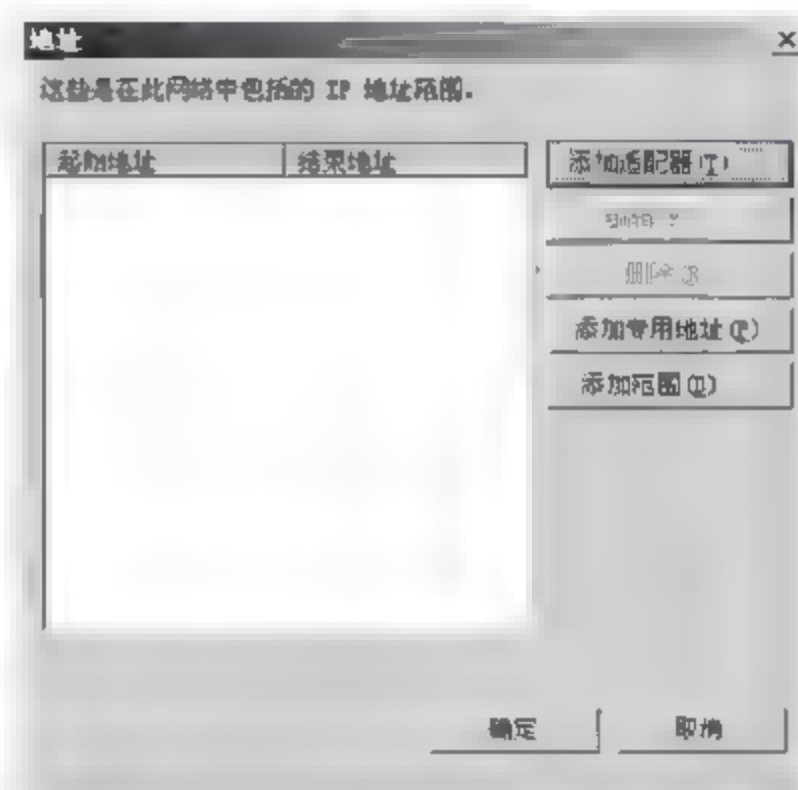 地址
这些是在此网络中包括的 IP 地址范围.
起始地址 结束地址
添加适配器(T)
删除(R)
添加专用地址(P)
添加范围(I)
确定 取消